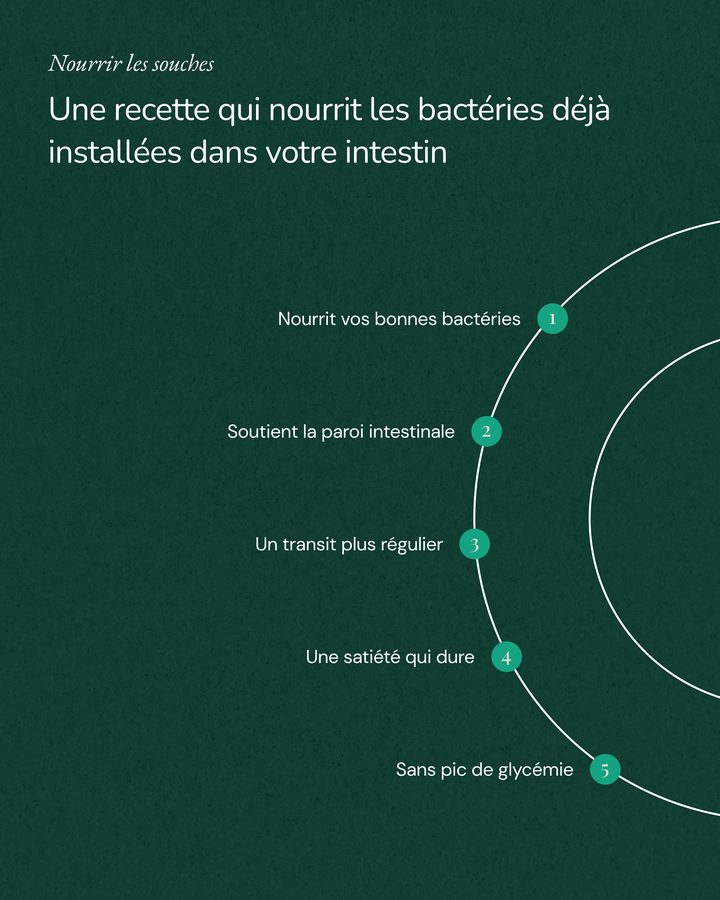 Nourrir les souches
Une recette qui nourrit les bactéries déjà
installées dans votre intestin
Nourrit vos bonnes bactéries 1
Soutient la paroi intestinale 2
Un transit plus régulier 3
Une satiété qui dure 4
Sans pic de glycémie 5